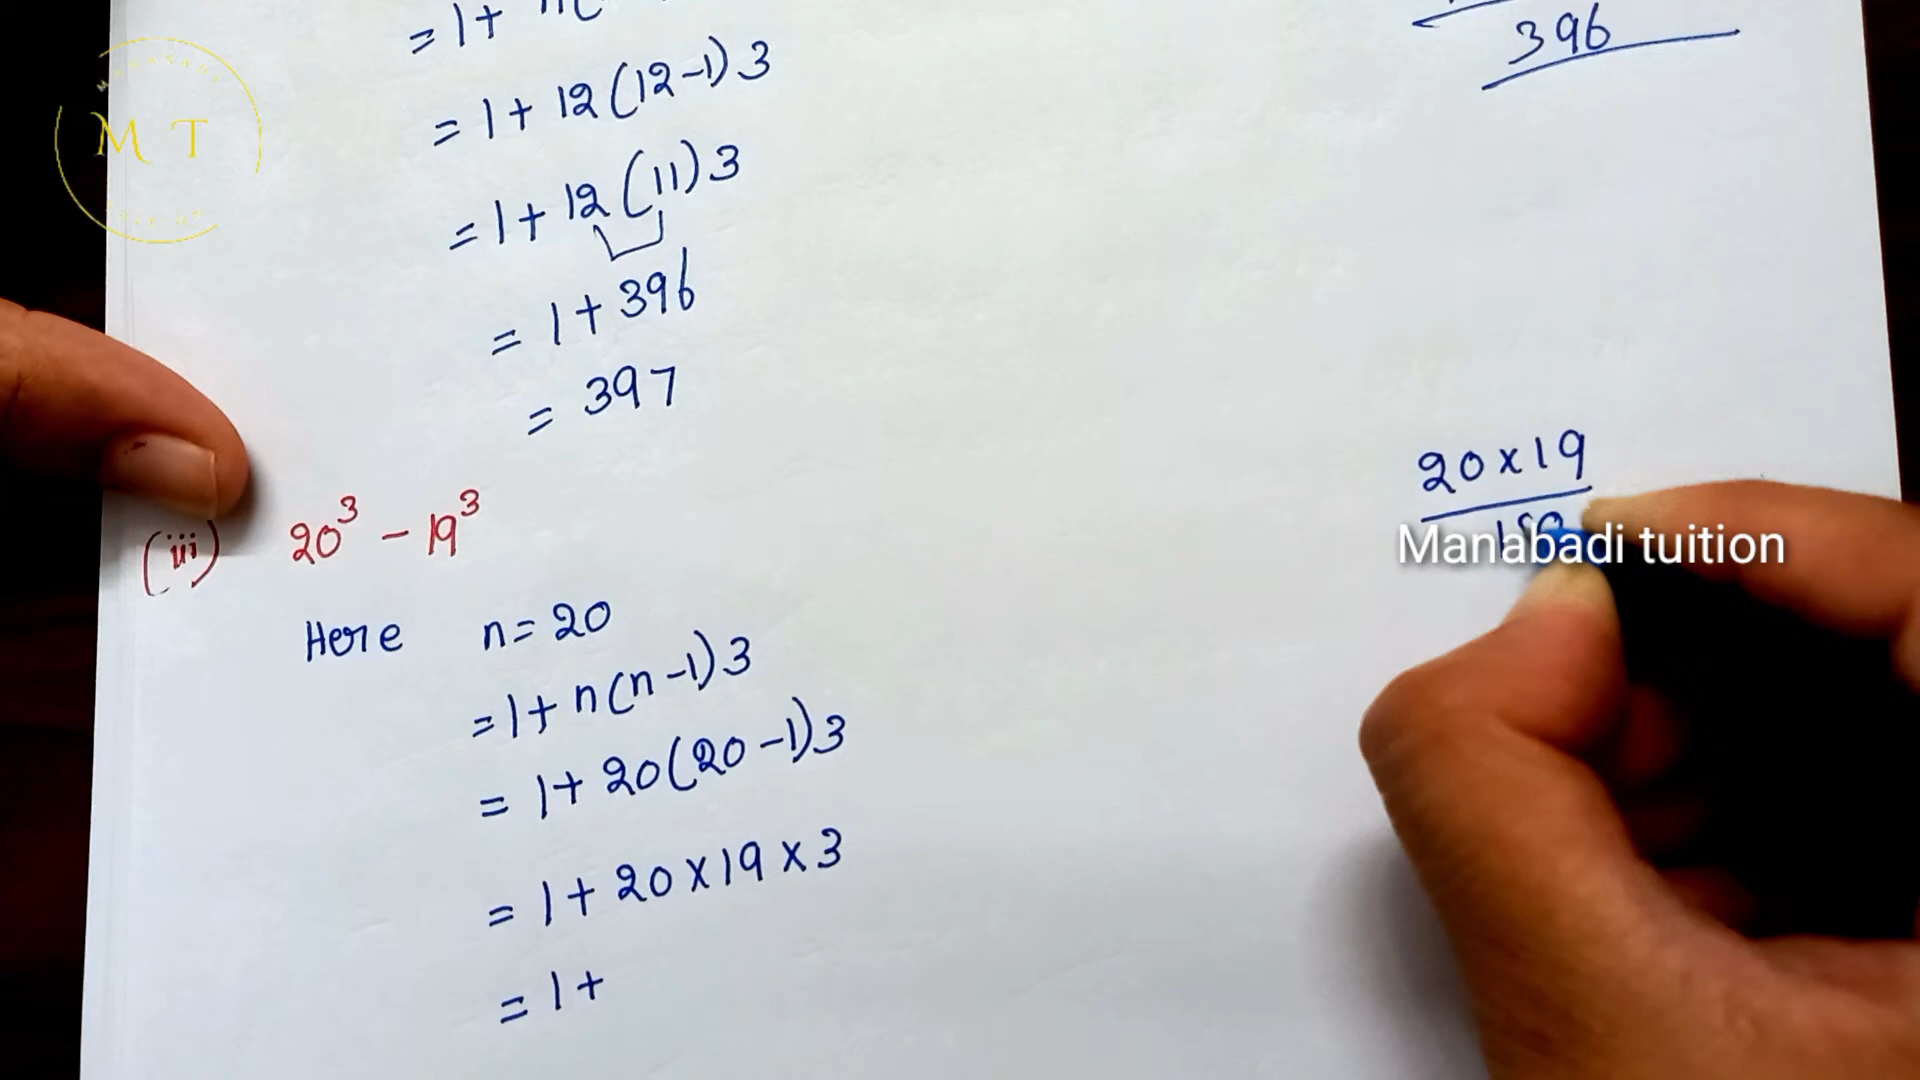 = 1 +
396
= 1 + 12 (12-1) 3
= 1 + 12 (11) 3
= 1 + 396
= 397
(iii) 20³ - 19³
20 x 19
Manabadi tuition
Here n = 20
= 1 + n(n-1) 3
= 1 + 20(20-1) 3
= 1 + 20 x 19 x 3
= 1 +
M T